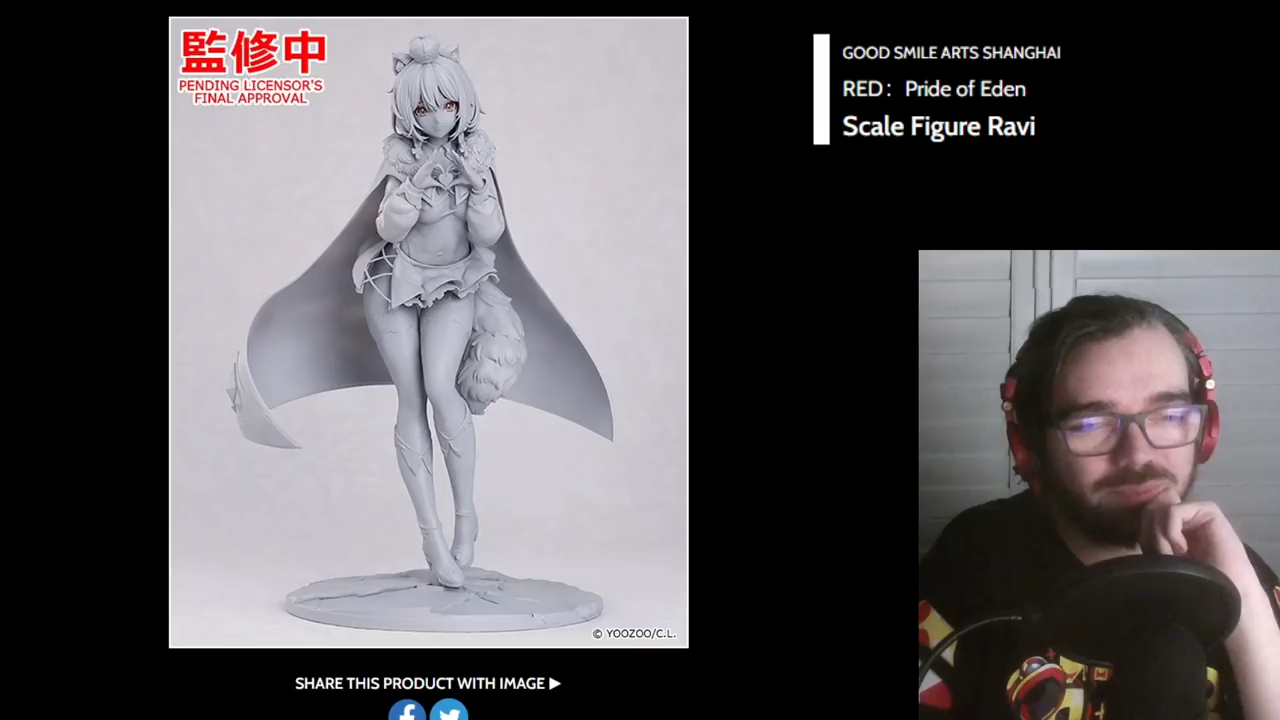 監修中
PENDING LICENSOR'S
FINAL APPROVAL
GOOD SMILE ARTS SHANGHAI
RED： Pride of Eden
Scale Figure Ravi
© YOOZOO/C.L.
SHARE THIS PRODUCT WITH IMAGE ▶